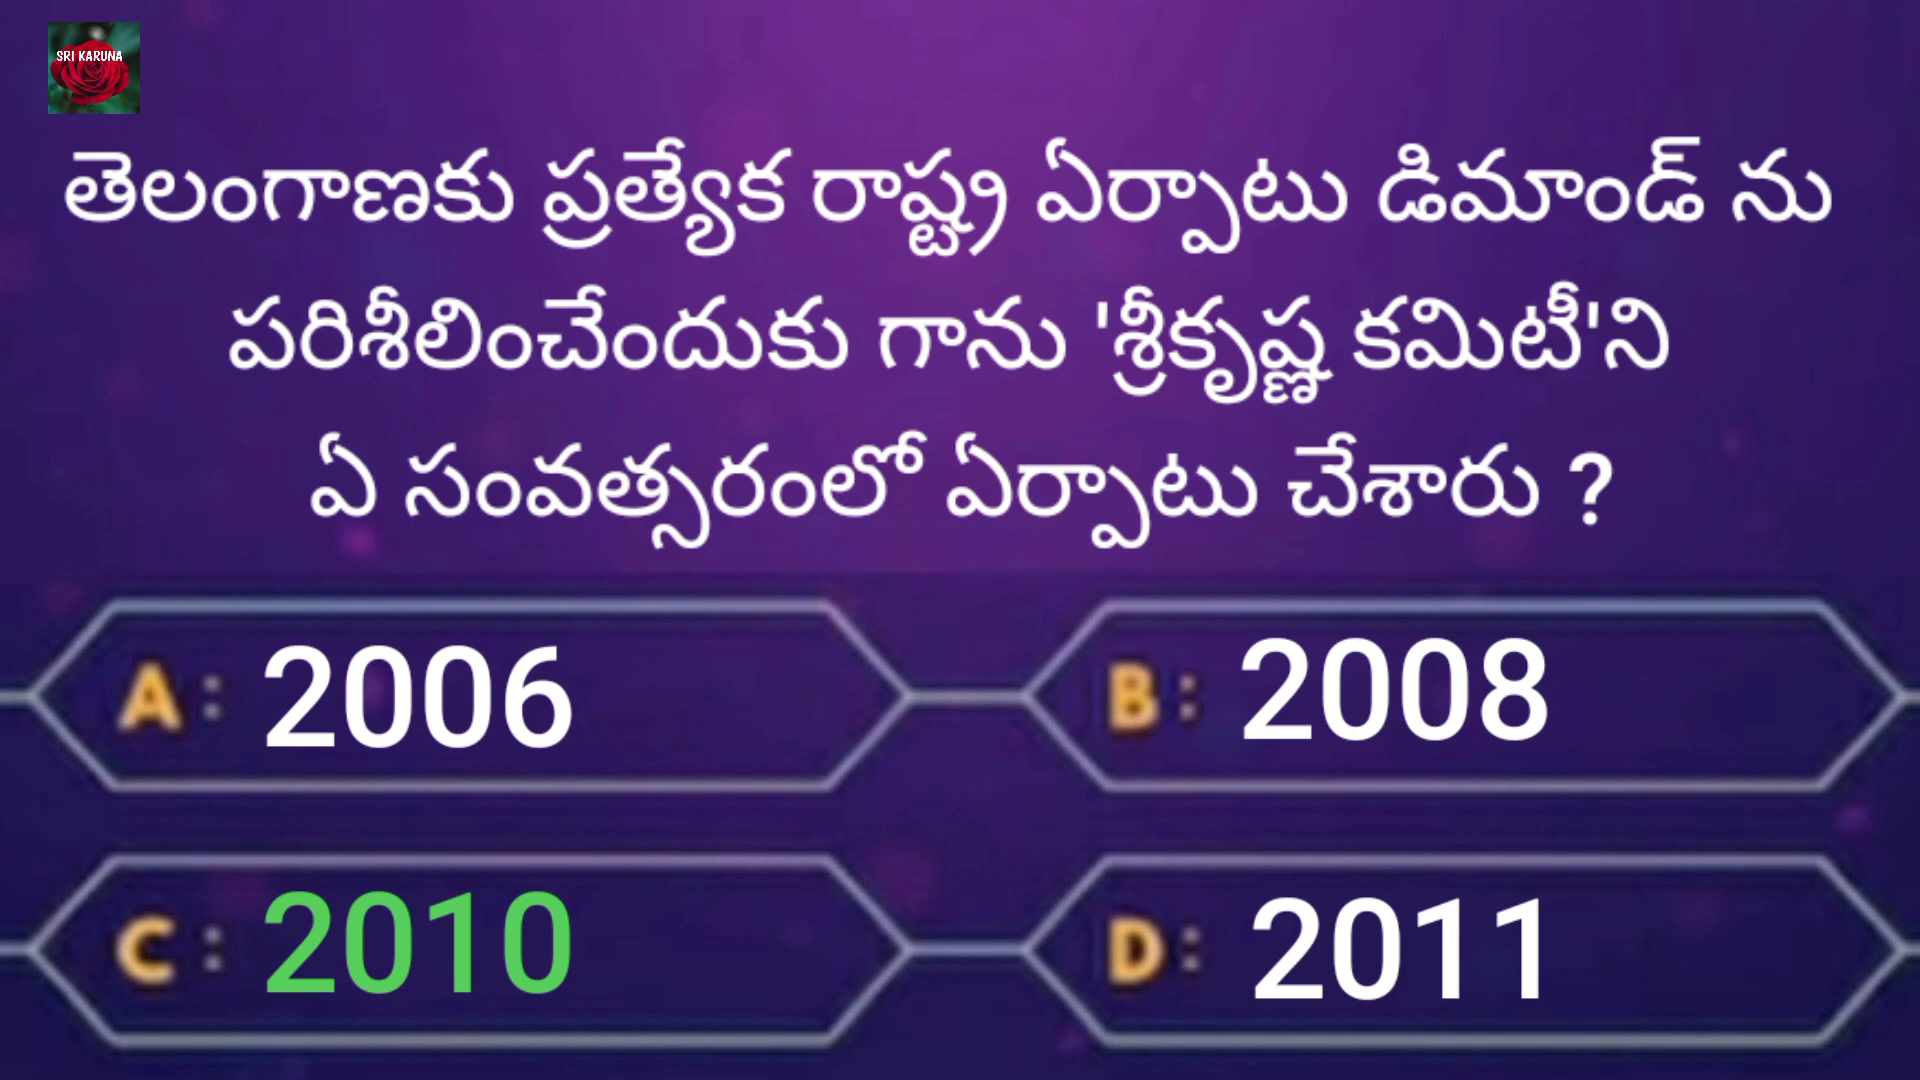 SRI KARUNA
తెలంగాణకు ప్రత్యేక రాష్ట్ర ఏర్పాటు డిమాండ్ ను
పరిశీలించేందుకు గాను 'శ్రీకృష్ణ కమిటీ'ని
ఏ సంవత్సరంలో ఏర్పాటు చేశారు ?
A : 2006
B : 2008
C : 2010
D : 2011